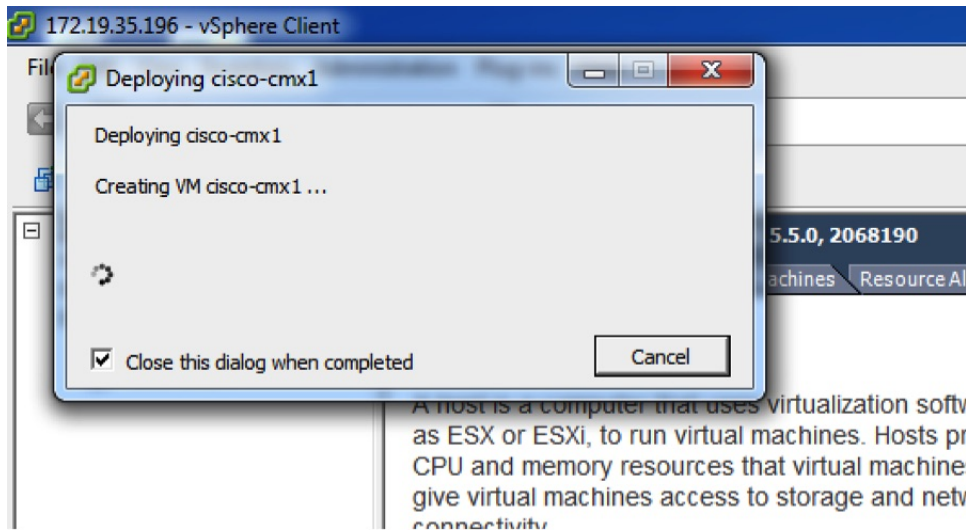 172.19.35.196 - vSphere Client
Fil
Deploying cisco-cmx1
Deploying cisco-cmx1
Creating VM cisco-cmx1 ...
5.5.0, 2068190
achines Resource Al
Close this dialog when completed
Cancel
A host is a computer that uses virtualization softw
as ESX or ESXi, to run virtual machines. Hosts pr
CPU and memory resources that virtual machines
give virtual machines access to storage and netw
connectivity